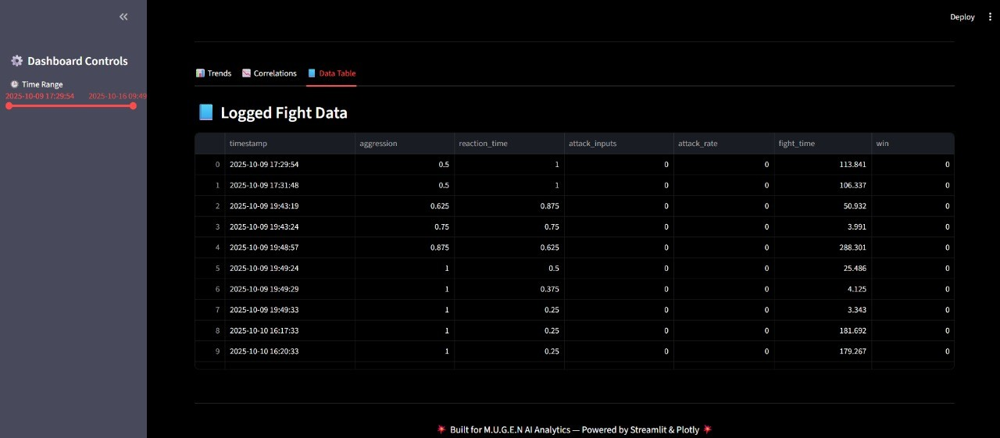 Deploy
Dashboard Controls
Time Range
2025-10-09 17:29:54 2025-10-16 09:49
Trends Correlations Data Table
Logged Fight Data
timestamp aggression reaction_time attack_inputs attack_rate fight_time win
0 2025-10-09 17:29:54 0.5 1 0 0 113.841 0
1 2025-10-09 17:31:48 0.5 1 0 0 106.337 0
2 2025-10-09 19:43:19 0.625 0.875 0 0 50.932 0
3 2025-10-09 19:43:24 0.75 0.75 0 0 3.991 0
4 2025-10-09 19:48:57 0.875 0.625 0 0 288.301 0
5 2025-10-09 19:49:24 1 0.5 0 0 25.486 0
6 2025-10-09 19:49:29 1 0.375 0 0 4.125 0
7 2025-10-09 19:49:33 1 0.25 0 0 3.343 0
8 2025-10-10 16:17:33 1 0.25 0 0 181.692 0
9 2025-10-10 16:20:33 1 0.25 0 0 179.267 0
Built for M.U.G.E.N AI Analytics — Powered by Streamlit & Plotly